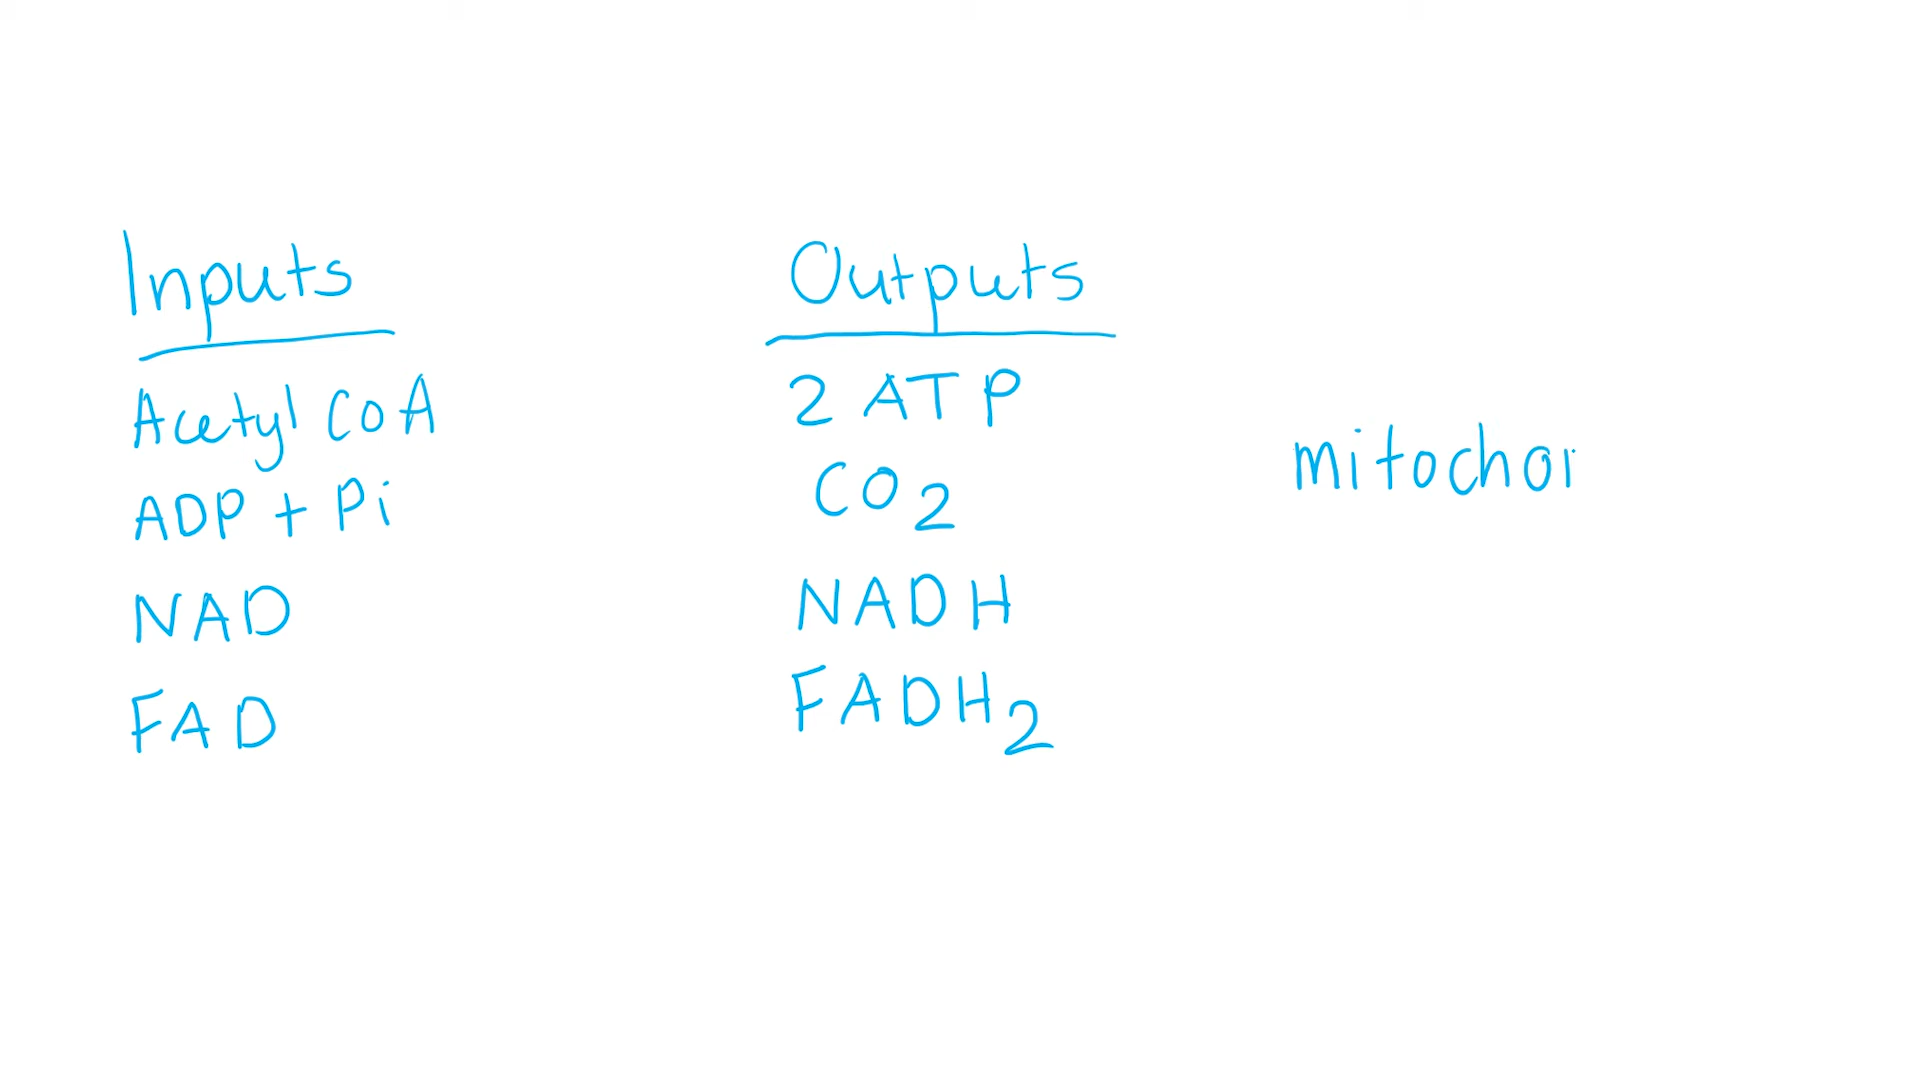 Inputs
Acetyl CoA
ADP + Pi
NAD
FAD
Outputs
2 ATP
CO2
NADH
FADH2
mitochor